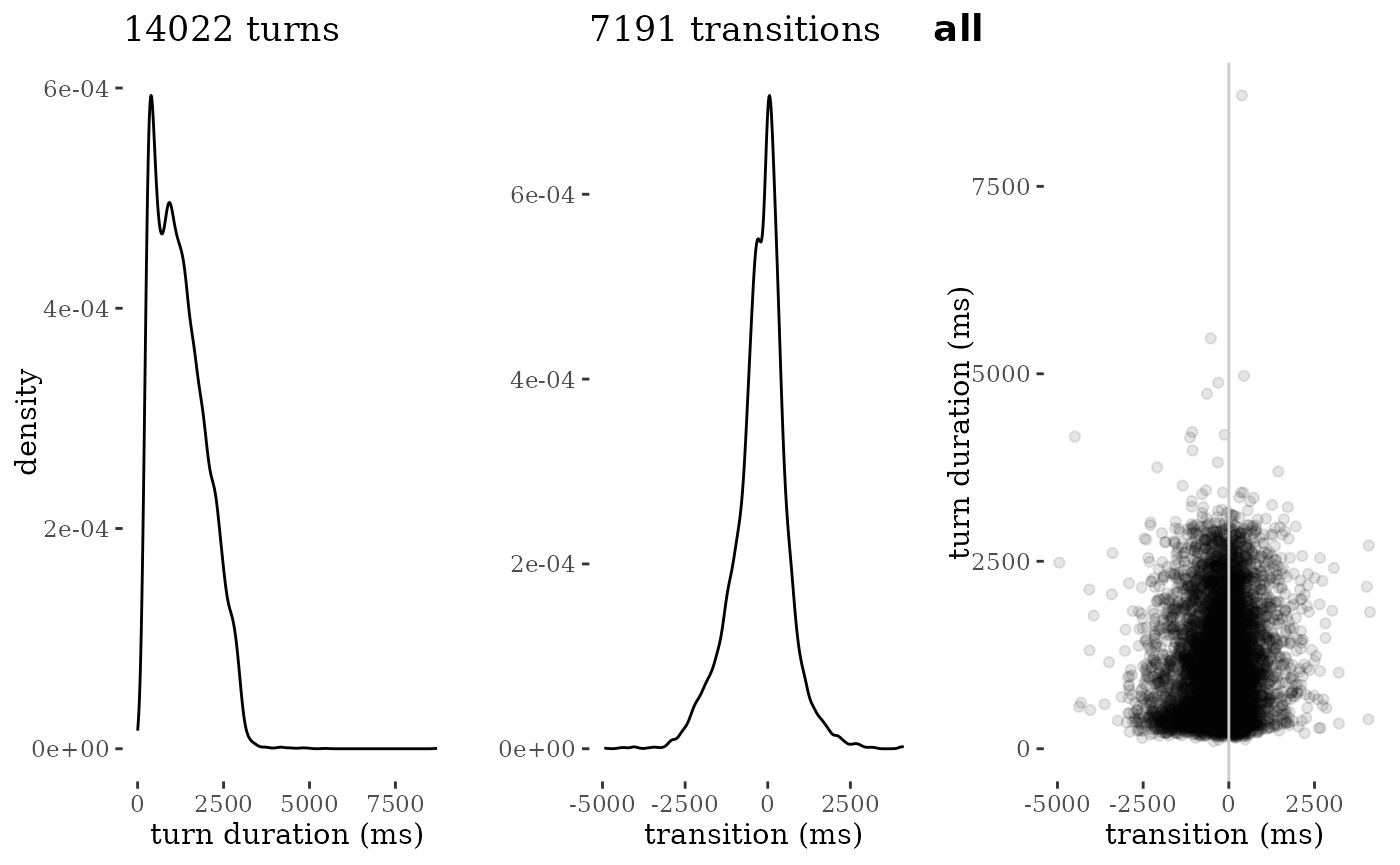 14022 turns
7191 transitions
all
density
6e-04
4e-04
2e-04
0e+00
0 2500 5000 7500
turn duration (ms)
6e-04
4e-04
2e-04
0e+00
-5000 -2500 0 2500
transition (ms)
turn duration (ms)
7500
5000
2500
0
-5000 -2500 0 2500
transition (ms)